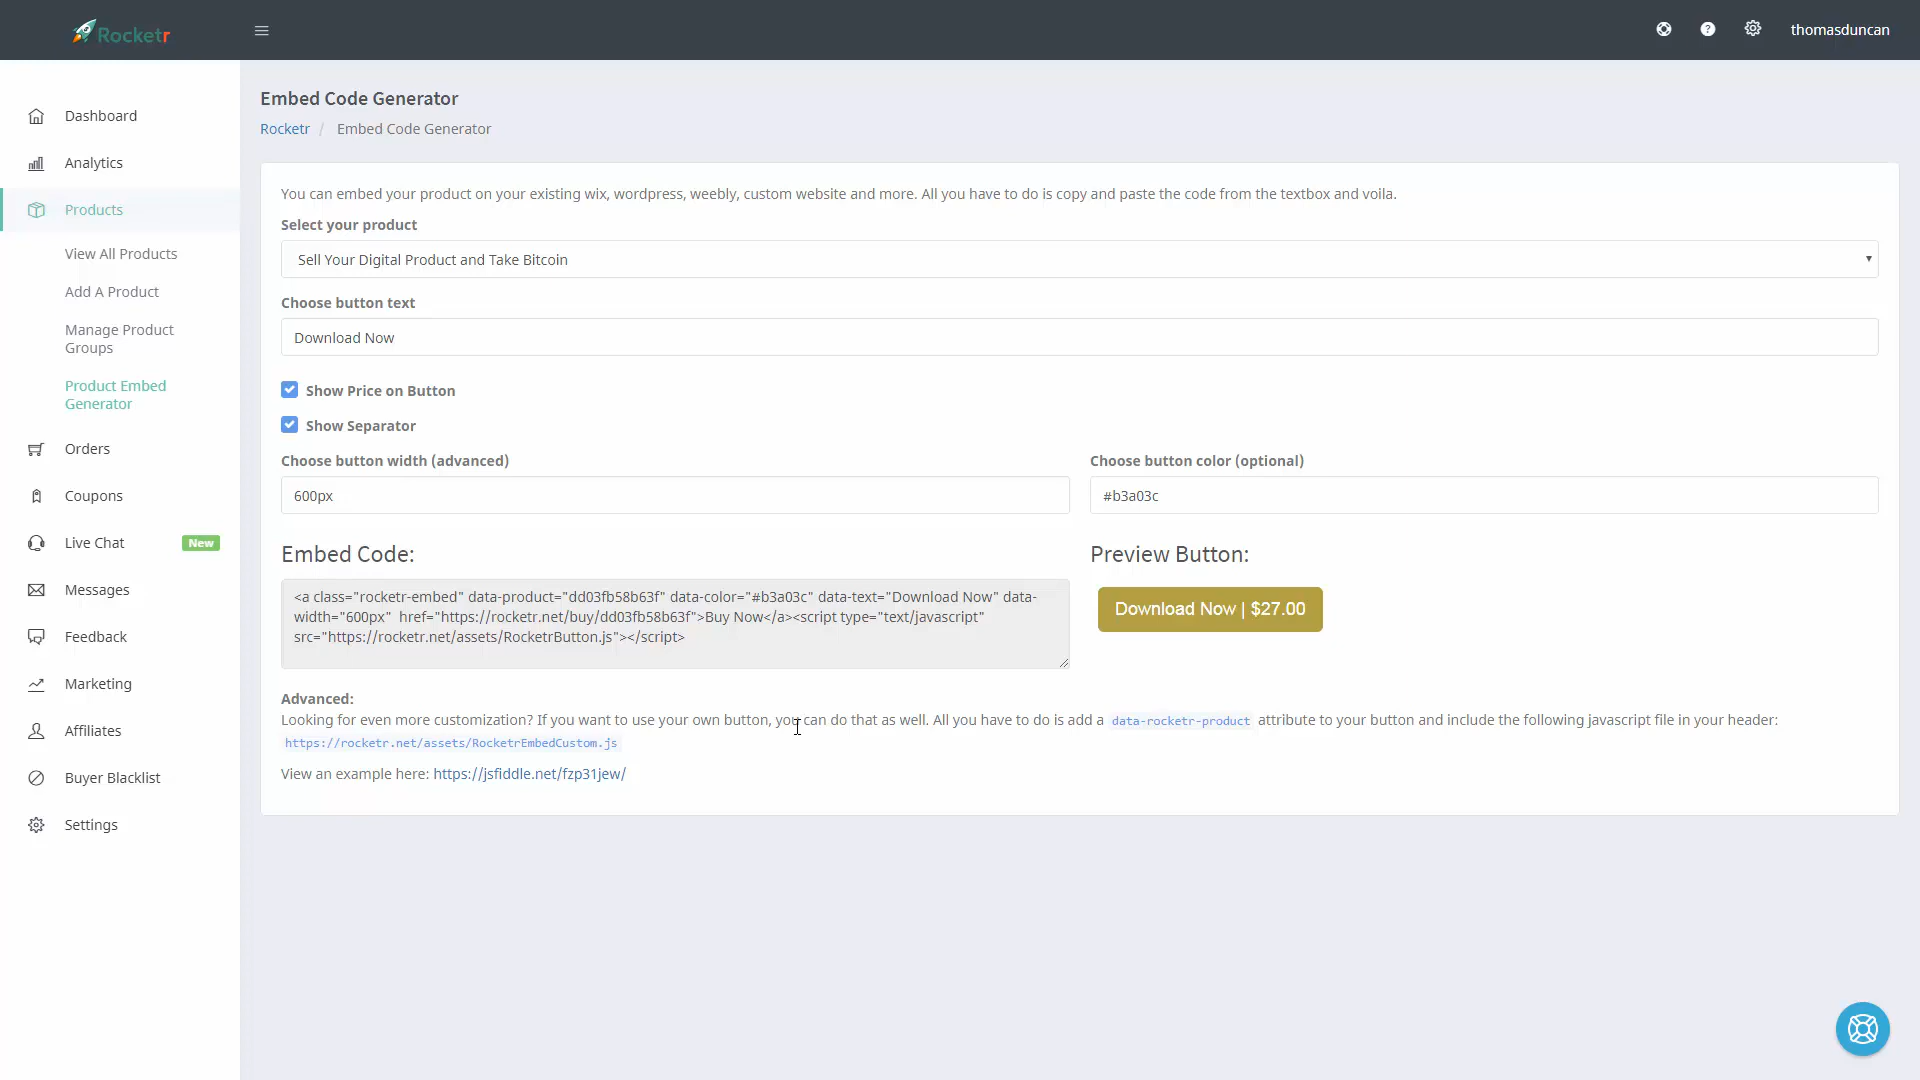 Rocketr
thomasduncan
Dashboard
Analytics
Products
View All Products
Add A Product
Manage Product
Groups
Product Embed
Generator
Orders
Coupons
Live Chat
New
Messages
Feedback
Marketing
Affiliates
Buyer Blacklist
Settings
Embed Code Generator
Rocketr / Embed Code Generator
You can embed your product on your existing wix, wordpress, weebly, custom website and more. All you have to do is copy and paste the code from the textbox and voila.
Select your product
Sell Your Digital Product and Take Bitcoin
Choose button text
Download Now
Show Price on Button
Show Separator
Choose button width (advanced)
600px
Choose button color (optional)
#b3a03c
Embed Code:
<a class="rocketr-embed" data-product="dd03fb58b63f" data-color="#b3a03c" data-text="Download Now" data-
width="600px"  href="https://rocketr.net/buy/dd03fb58b63f">Buy Now</a><script type="text/javascript"
src="https://rocketr.net/assets/RocketrButton.js"></script>
Preview Button:
Download Now | $27.00
Advanced:
Looking for even more customization? If you want to use your own button, you can do that as well. All you have to do is add a data-rocketr-product attribute to your button and include the following javascript file in your header:
https://rocketr.net/assets/RocketrEmbedCustom.js
View an example here: https://jsfiddle.net/fzp31jew/